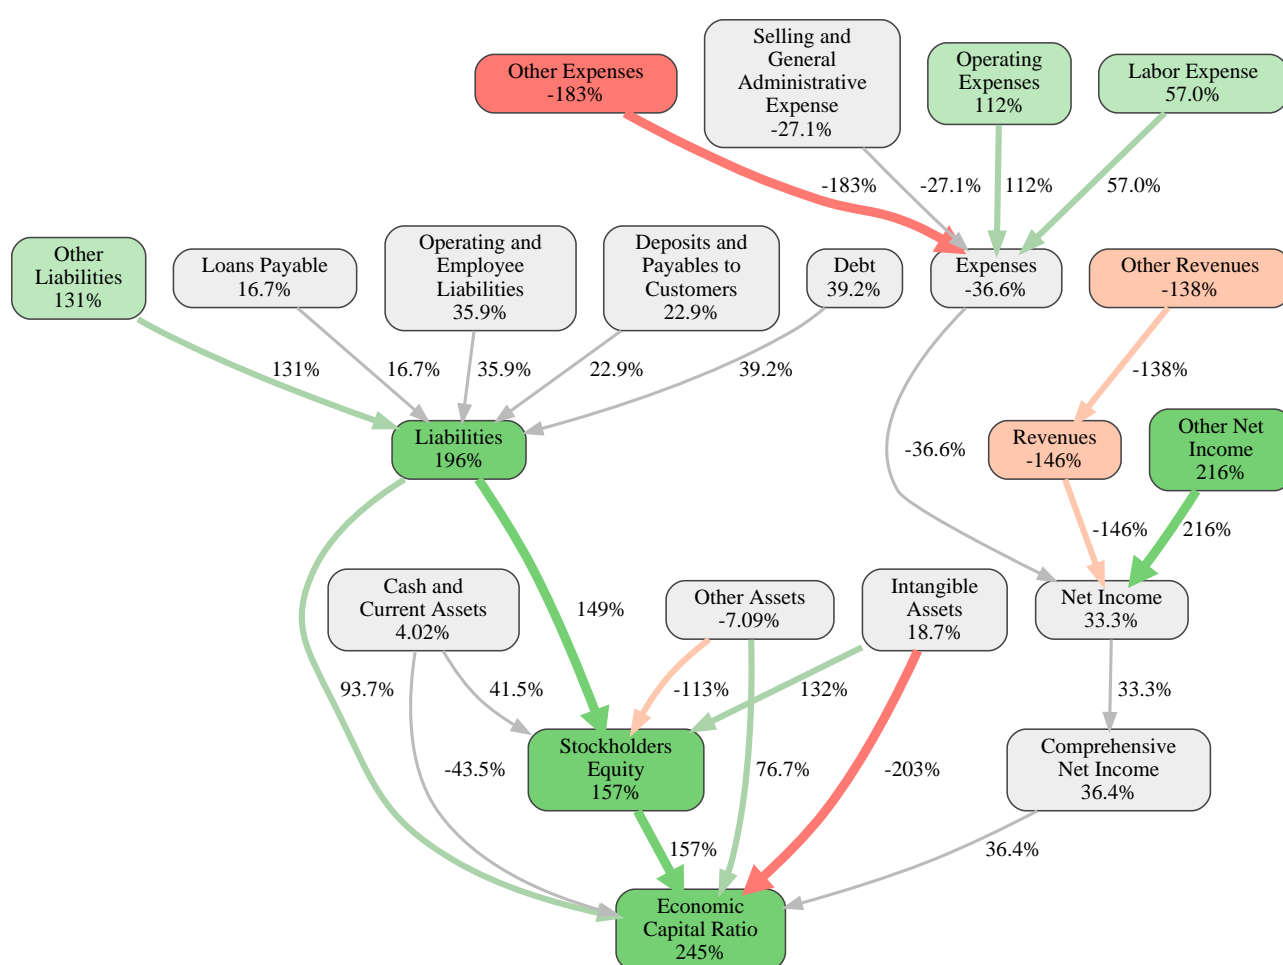 Selling and
General
Administrative
Expense
-27.1%
Other Expenses
-183%
Operating
Expenses
112%
Labor Expense
57.0%
-183%
-27.1%
112%
57.0%
Other
Liabilities
131%
Loans Payable
16.7%
Operating and
Employee
Liabilities
35.9%
Deposits and
Payables to
Customers
22.9%
Debt
39.2%
Expenses
-36.6%
Other Revenues
-138%
131%
16.7%
35.9%
22.9%
39.2%
-138%
Liabilities
196%
-36.6%
Revenues
-146%
Other Net
Income
216%
-146%
216%
Cash and
Current Assets
4.02%
149%
Other Assets
-7.09%
Intangible
Assets
18.7%
Net Income
33.3%
93.7%
41.5%
-113%
132%
33.3%
Stockholders
Equity
157%
-43.5%
76.7%
-203%
Comprehensive
Net Income
36.4%
157%
36.4%
Economic
Capital Ratio
245%